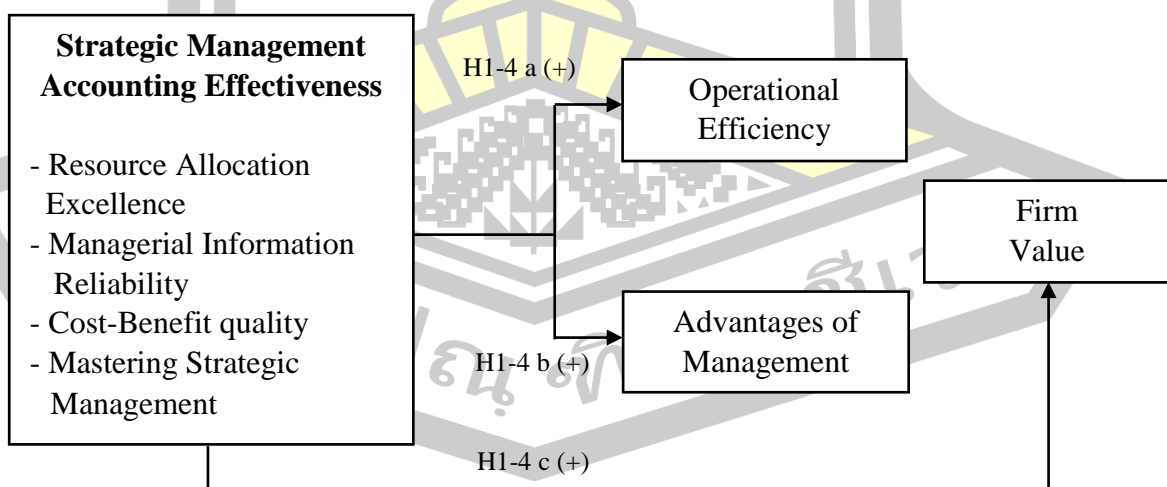 Strategic Management
Accounting Effectiveness
- Resource Allocation
Excellence
- Managerial Information
Reliability
- Cost-Benefit quality
- Mastering Strategic
Management
H1-4 a (+)
Operational
Efficiency
Firm
Value
Advantages of
Management
H1-4 b (+)
H1-4 c (+)